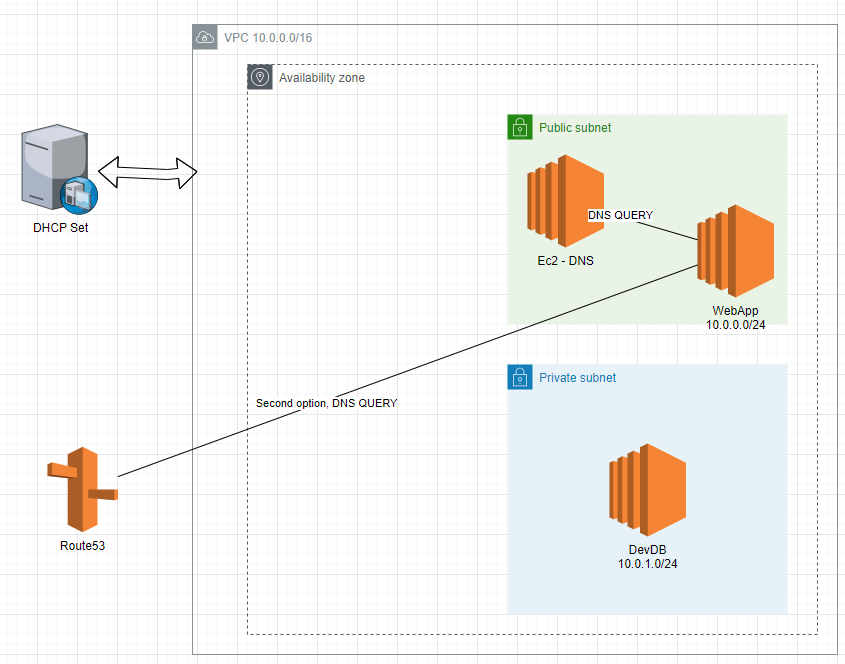 VPC 10.0.0.0/16
Availability zone
Public subnet
DNS QUERY
DHCP Set
Ec2 - DNS
WebApp
10.0.0.0/24
Private subnet
Second option, DNS QUERY
Route53
DevDB
10.0.1.0/24